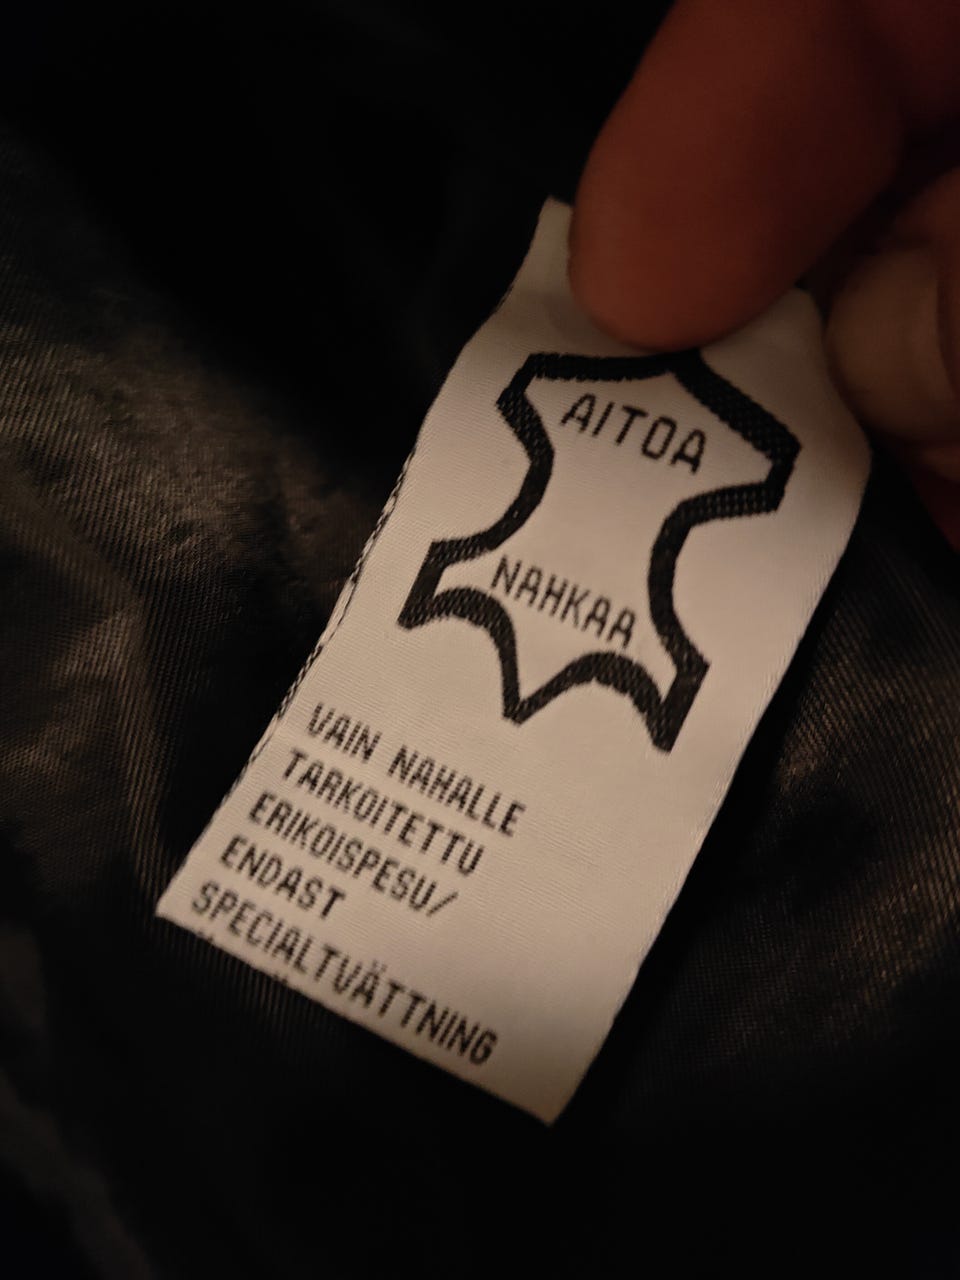 AITOA
NAHKAA
VAIN NAHALLE
TARKOITETTU
ERIKOISPESU/
ENDAST
SPECIALTVÄTTNING